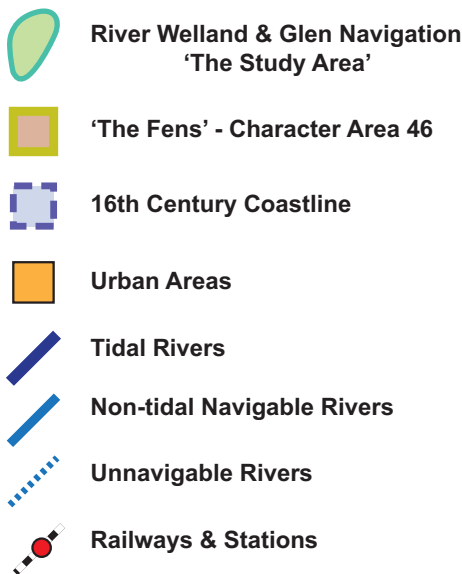 River Welland & Glen Navigation
‘The Study Area’
‘The Fens’ - Character Area 46
16th Century Coastline
Urban Areas
Tidal Rivers
Non-tidal Navigable Rivers
Unnavigable Rivers
Railways & Stations